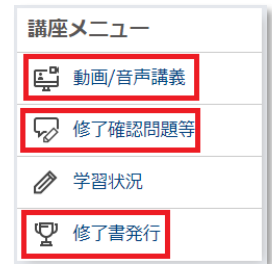 講座メニュー
動画/音声講義
修了確認問題等
学習状況
修了書発行